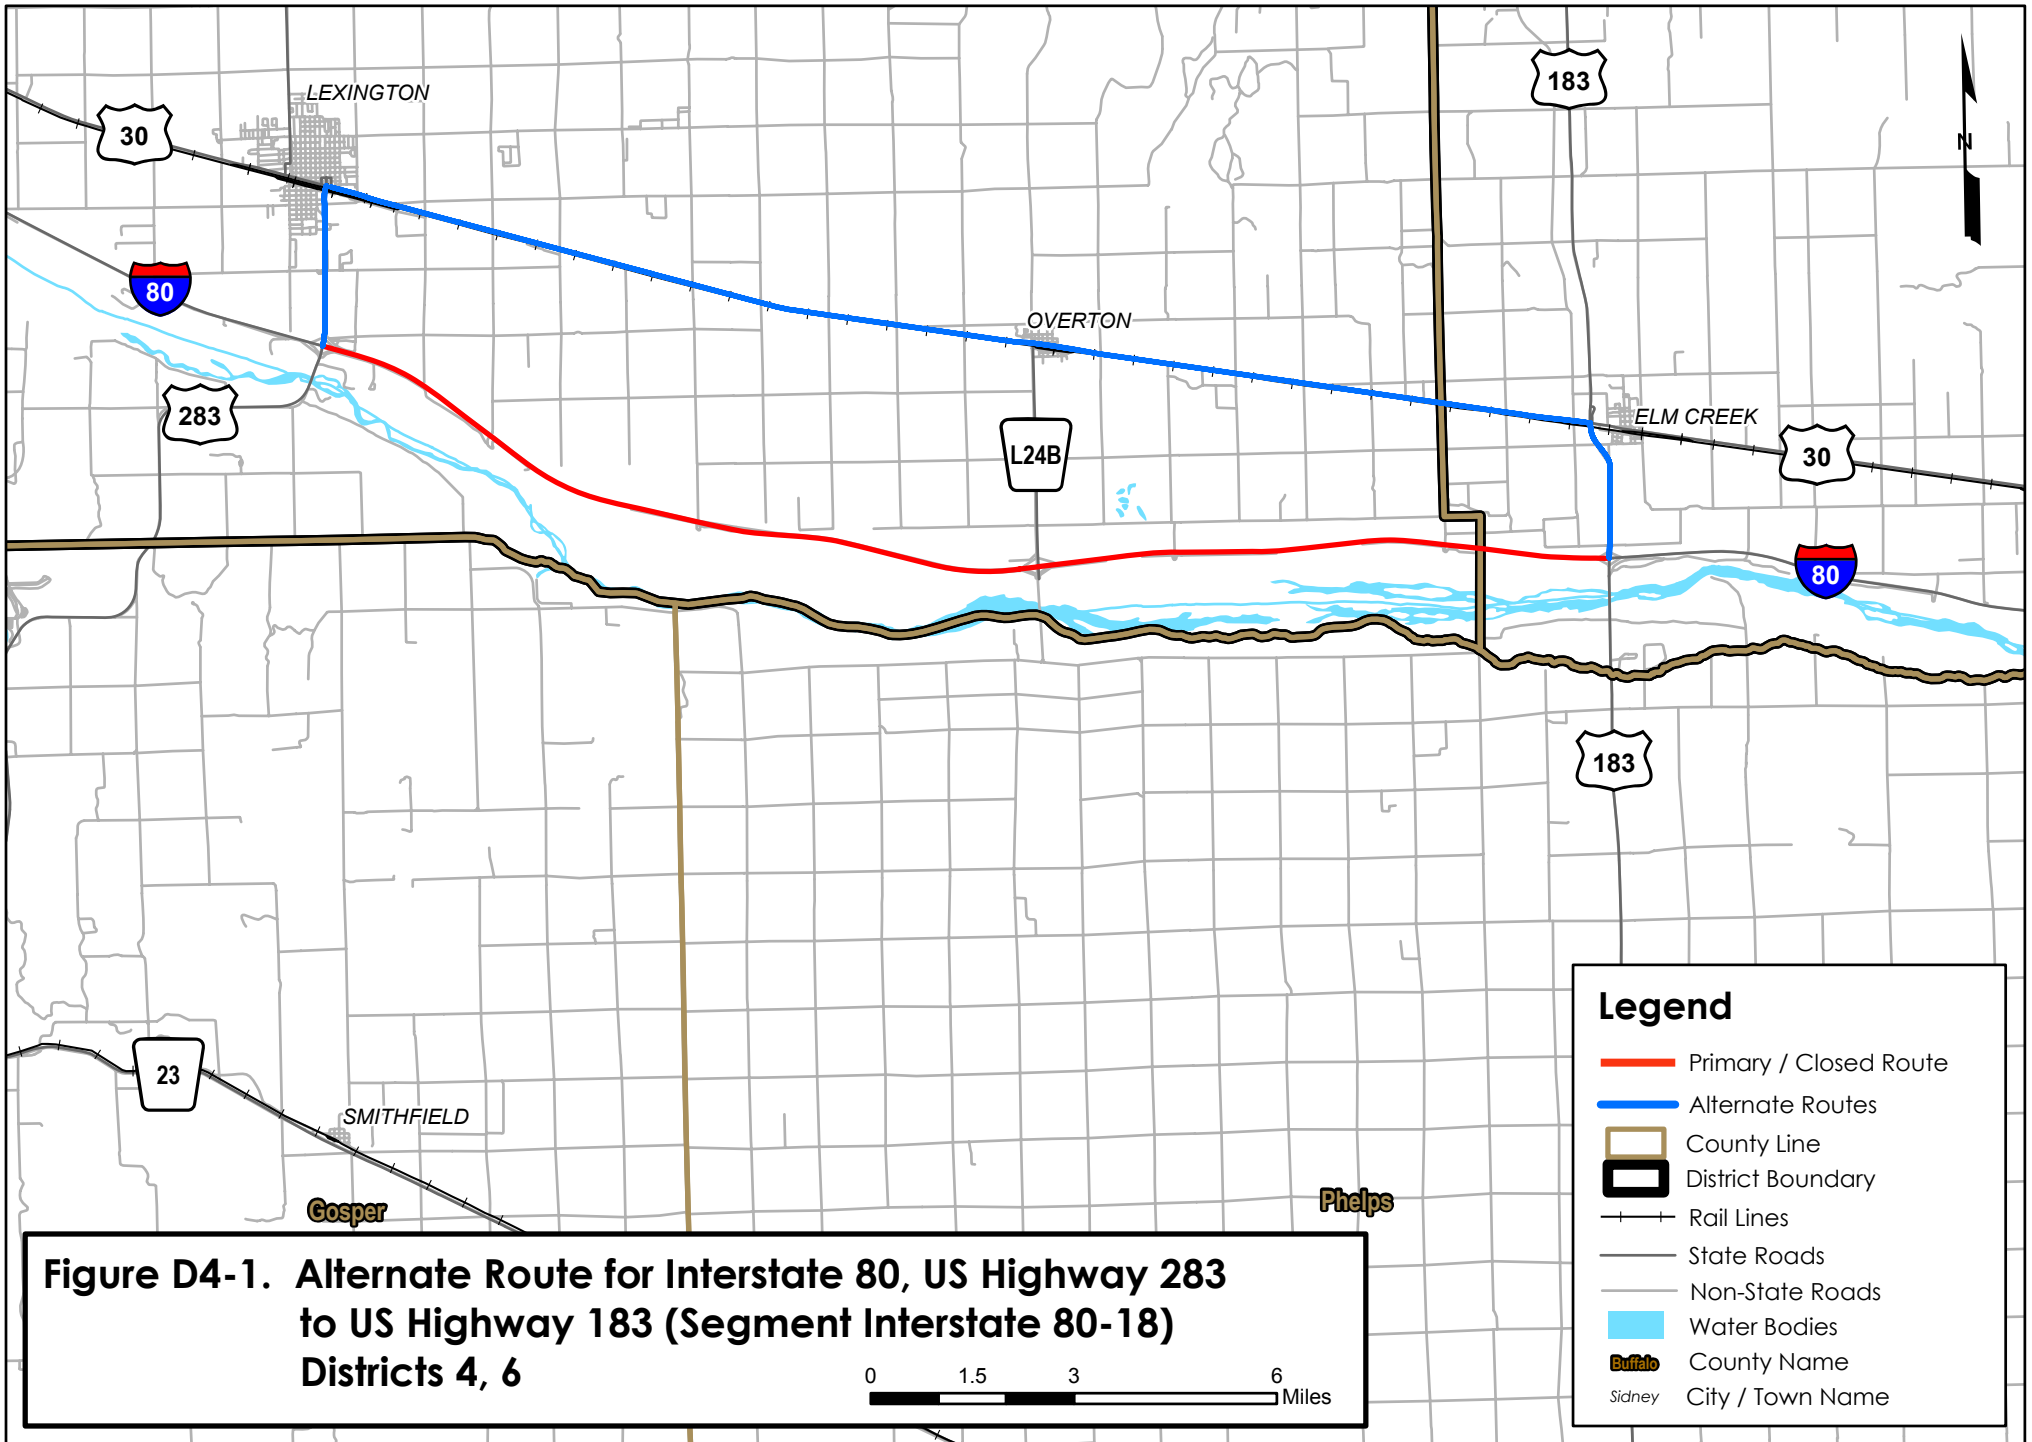 183
LEXINGTON
30
N
80
OVERTON
283
ELM CREEK
L24B
30
80
183
23
SMITHFIELD
Gosper
Phelps
Legend
Primary / Closed Route
Alternate Routes
County Line
District Boundary
Rail Lines
State Roads
Non-State Roads
Water Bodies
Buffalo County Name
Sidney City / Town Name
Figure D4-1. Alternate Route for Interstate 80, US Highway 283
to US Highway 183 (Segment Interstate 80-18)
Districts 4, 6
0 1.5 3 6
Miles